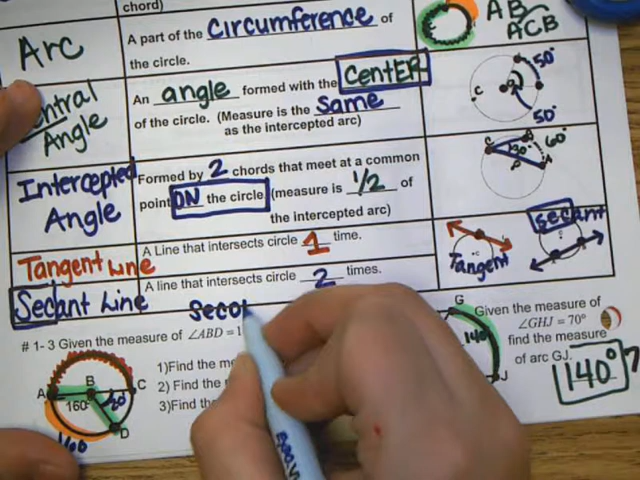 chord)
Arc
A part of the circumference of
the circle.
AB
ACB
Central
Angle
An angle formed with the CentER
of the circle. (Measure is the same
as the intercepted arc)
50°
C
50°
Intercepted
Angle
Formed by 2 chords that meet at a common
point ON the circle. (measure is 1/2 of
the intercepted arc)
C
30°
60°
A
Tangent Line
A Line that intersects circle 1 time.
Tangent
secant
Secant Line
A line that intersects circle 2 times.
Seco
# 1- 3 Given the measure of ∠ABD = 1
1)Find the me
2) Find the
3)Find th
A
B
C
D
160°
20°
160
G
140
J
Given the measure of
∠GHJ = 70°
find the measure
of arc GJ.
140°